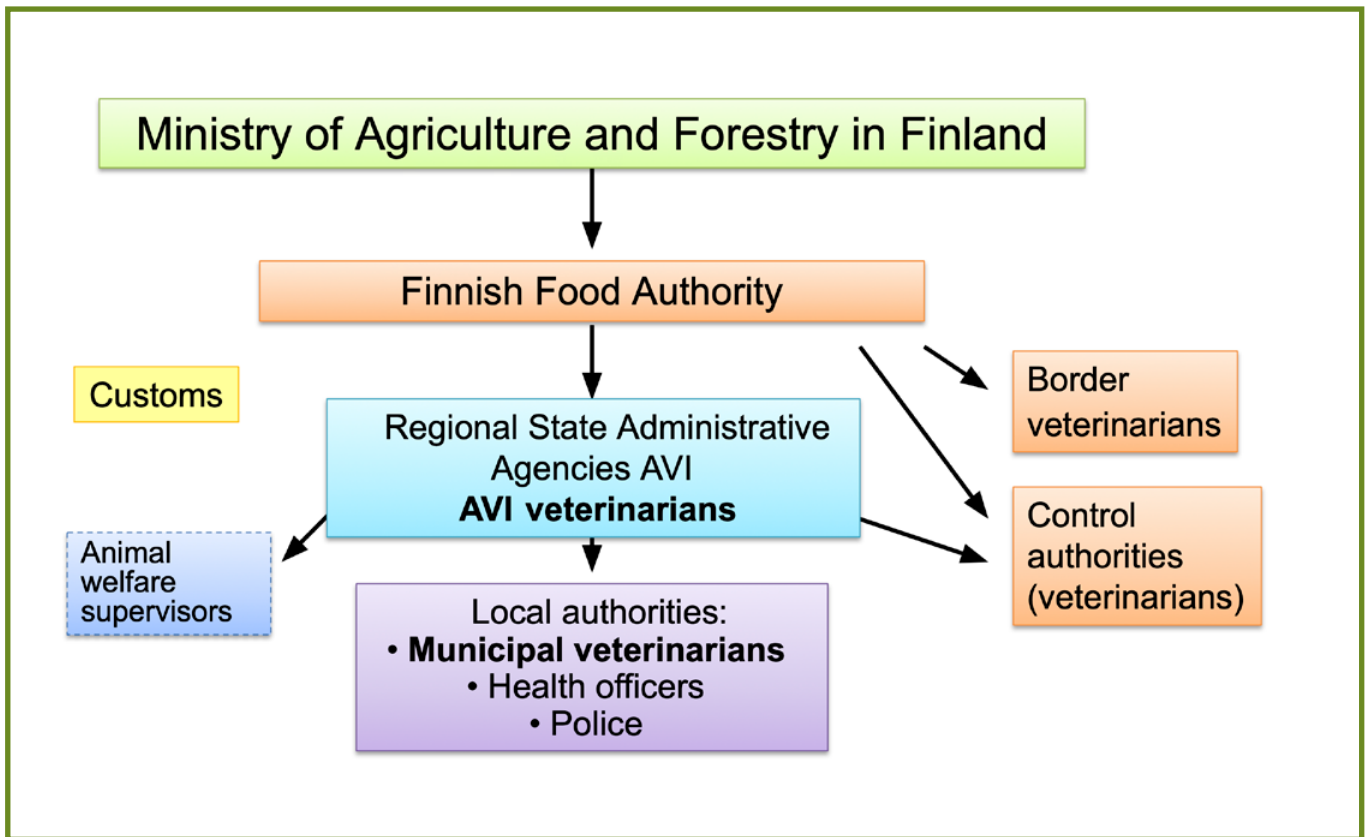 Ministry of Agriculture and Forestry in Finland
Finnish Food Authority
Customs
Border
veterinarians
Regional State Administrative
Agencies AVI
AVI veterinarians
Control
authorities
(veterinarians)
Animal
welfare
supervisors
Local authorities:
• Municipal veterinarians
• Health officers
• Police